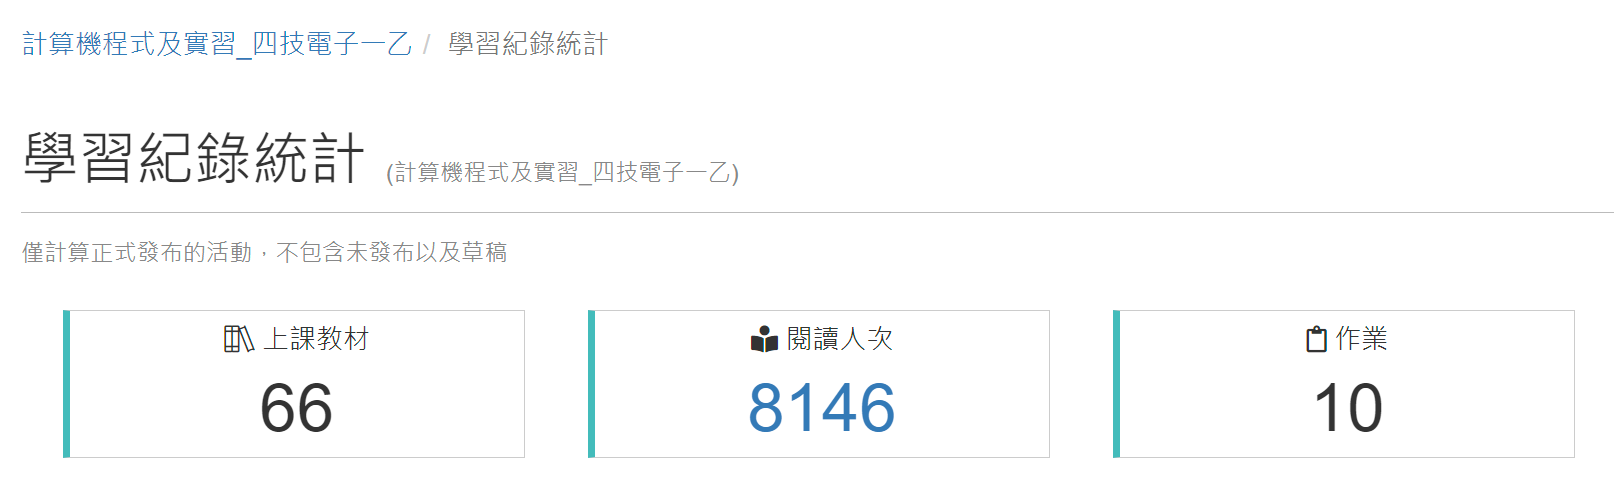 計算機程式及實習_四技電子一乙 / 學習紀錄統計
學習紀錄統計 (計算機程式及實習_四技電子一乙)
僅計算正式發布的活動，不包含未發布以及草稿
上課教材
66
閱讀人次
8146
作業
10